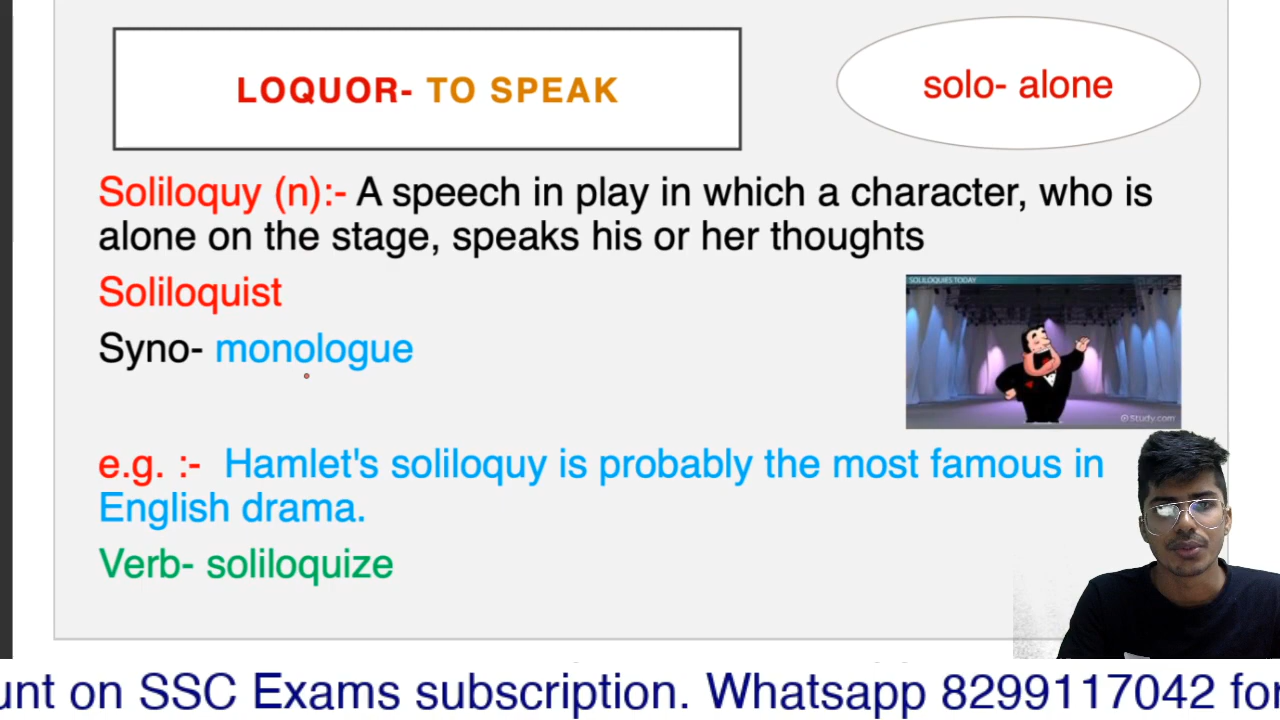 LOQUOR- TO SPEAK
solo- alone
Soliloquy (n):- A speech in play in which a character, who is
alone on the stage, speaks his or her thoughts
Soliloquist
Syno- monologue
SOLILOQUIES TODAY
Study.com
e.g. :- Hamlet's soliloquy is probably the most famous in
English drama.
Verb- soliloquize
unt on SSC Exams subscription. Whatsapp 8299117042 for